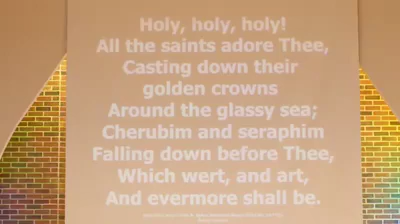 Holy, holy, holy!
All the saints adore Thee,
Casting down their
golden crowns
Around the glassy sea;
Cherubim and seraphim
Falling down before Thee,
Which wert, and art,
And evermore shall be.